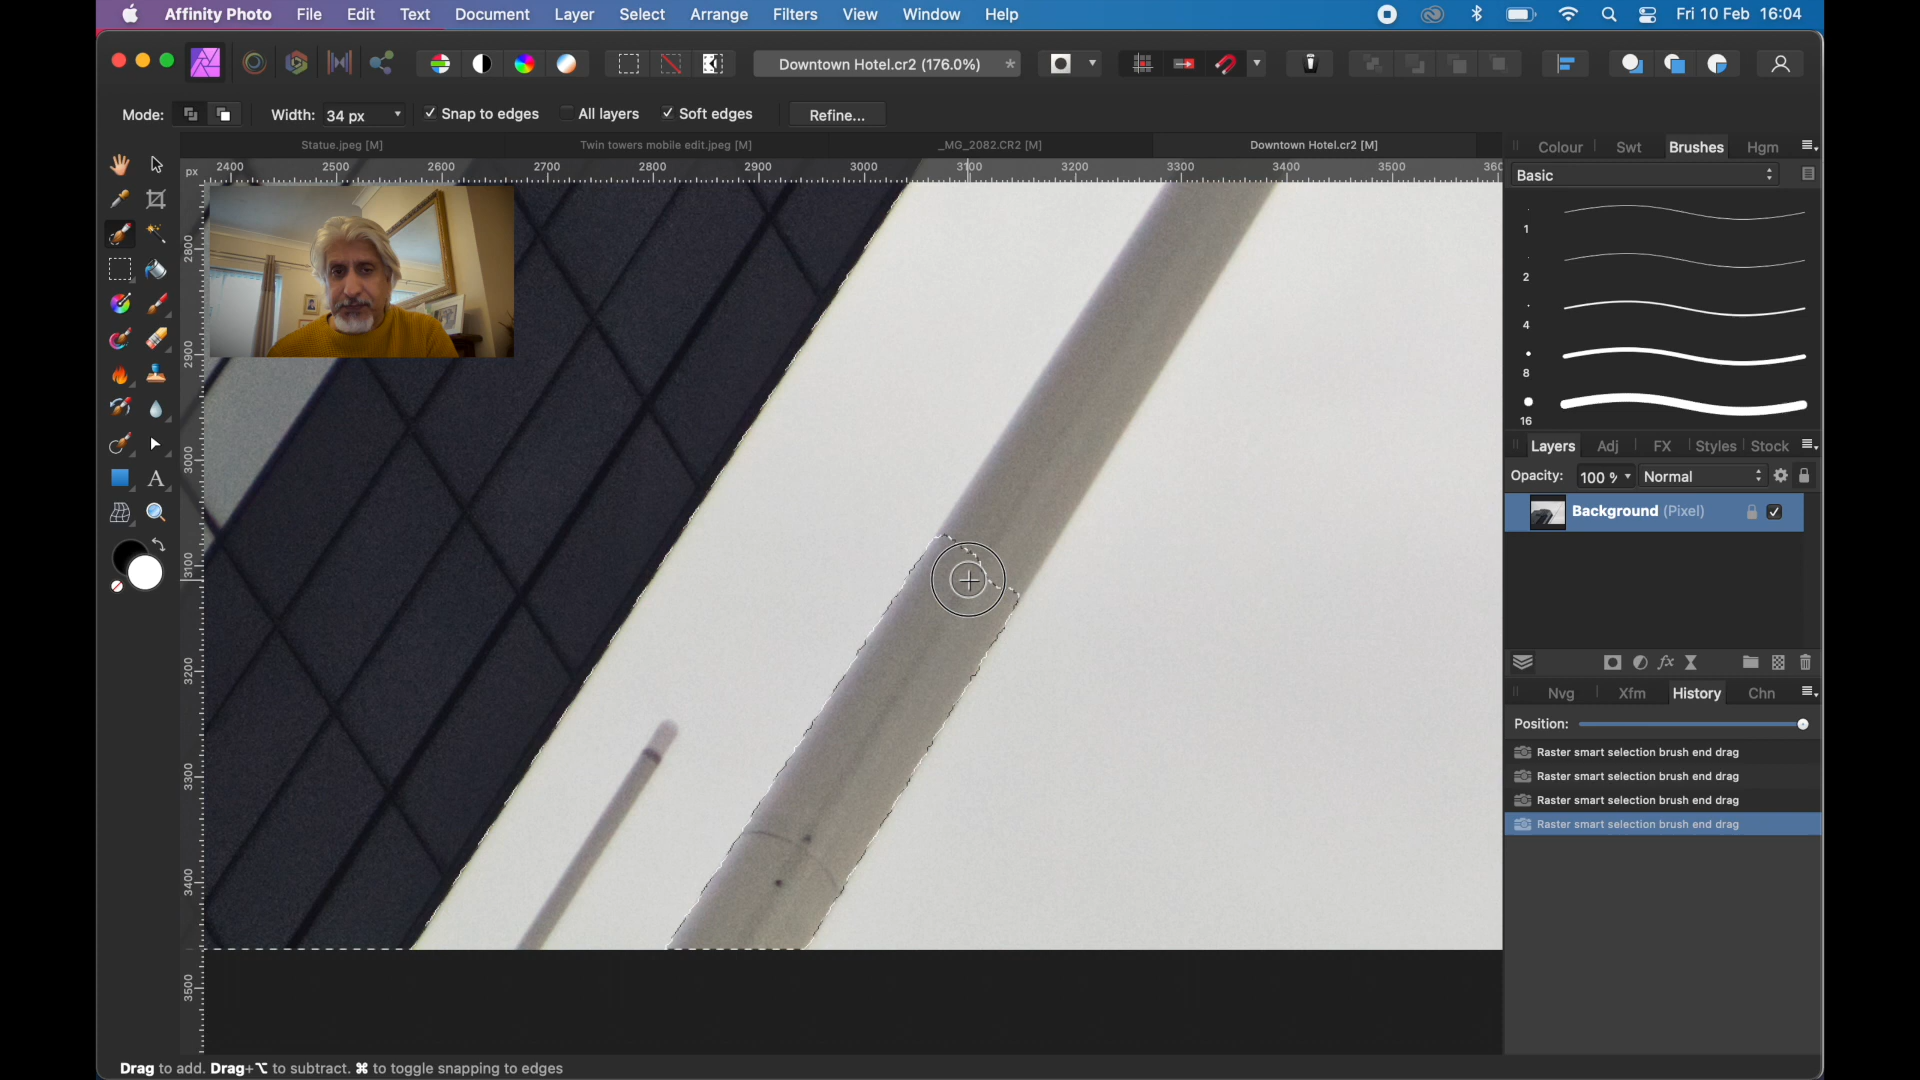 Affinity Photo File Edit Text Document Layer Select Arrange Filters View Window Help Fri 10 Feb 16:04
Downtown Hotel.cr2 (176.0%) *
Mode: Width: 34 px Snap to edges All layers Soft edges Refine...
Statue.jpeg [M] Twin towers mobile edit.jpeg [M] _MG_2082.CR2 [M] Downtown Hotel.cr2 [M]
px 2400 2500 2600 2700 2800 2900 3000 3100 3200 3300 3400 3500 360
2800
2900
3000
3100
3200
3300
3400
3500
Colour Swt Brushes Hgm
Basic
1
2
4
8
16
Layers Adj FX Styles Stock
Opacity: 100 % Normal
Background (Pixel)
fx
Nvg Xfm History Chn
Position:
Raster smart selection brush end drag
Raster smart selection brush end drag
Raster smart selection brush end drag
Raster smart selection brush end drag
A
Drag to add. Drag+⌥ to subtract. ⌘ to toggle snapping to edges